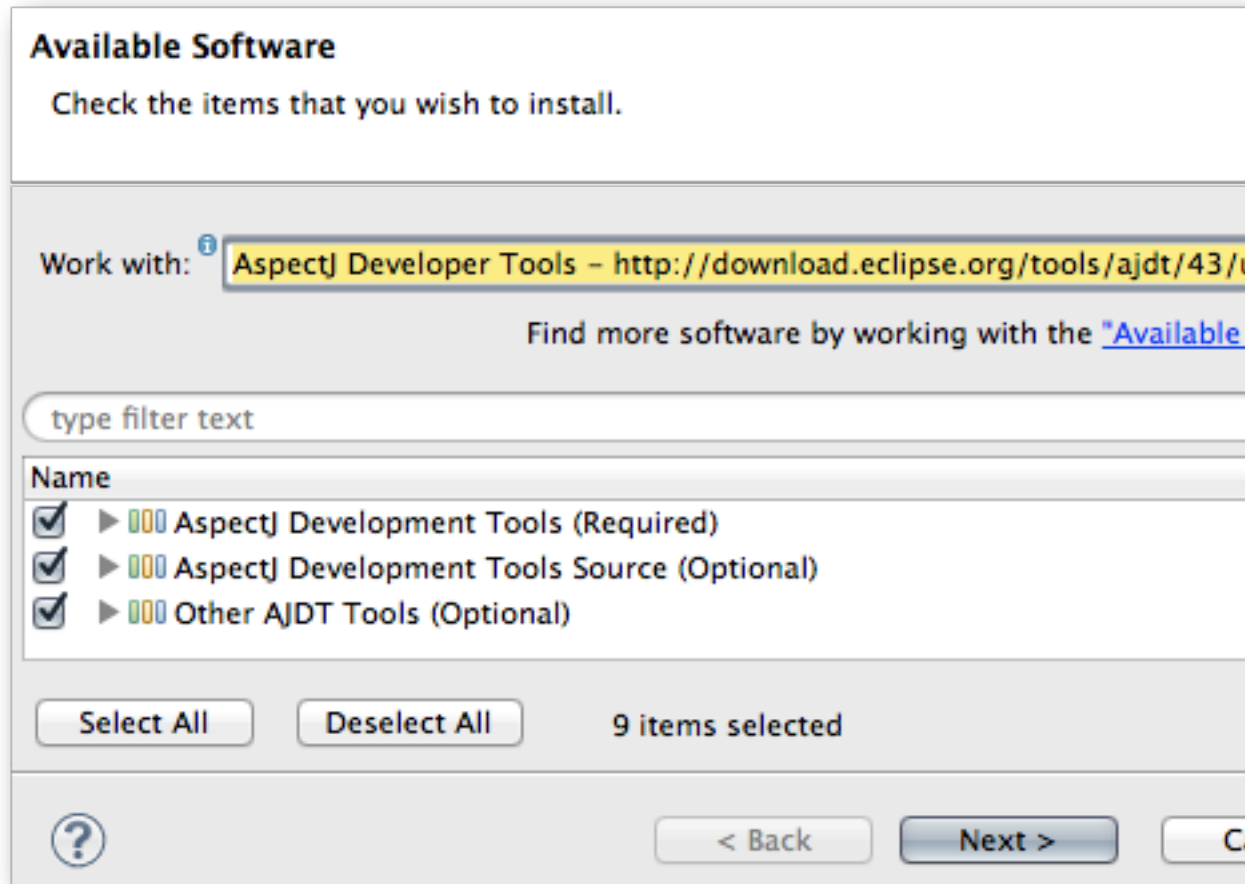 Available Software
Check the items that you wish to install.
Work with: AspectJ Developer Tools – http://download.eclipse.org/tools/ajdt/43/
Find more software by working with the "Available
type filter text
Name
AspectJ Development Tools (Required)
AspectJ Development Tools Source (Optional)
Other AJDT Tools (Optional)
Select All Deselect All 9 items selected
? < Back Next >